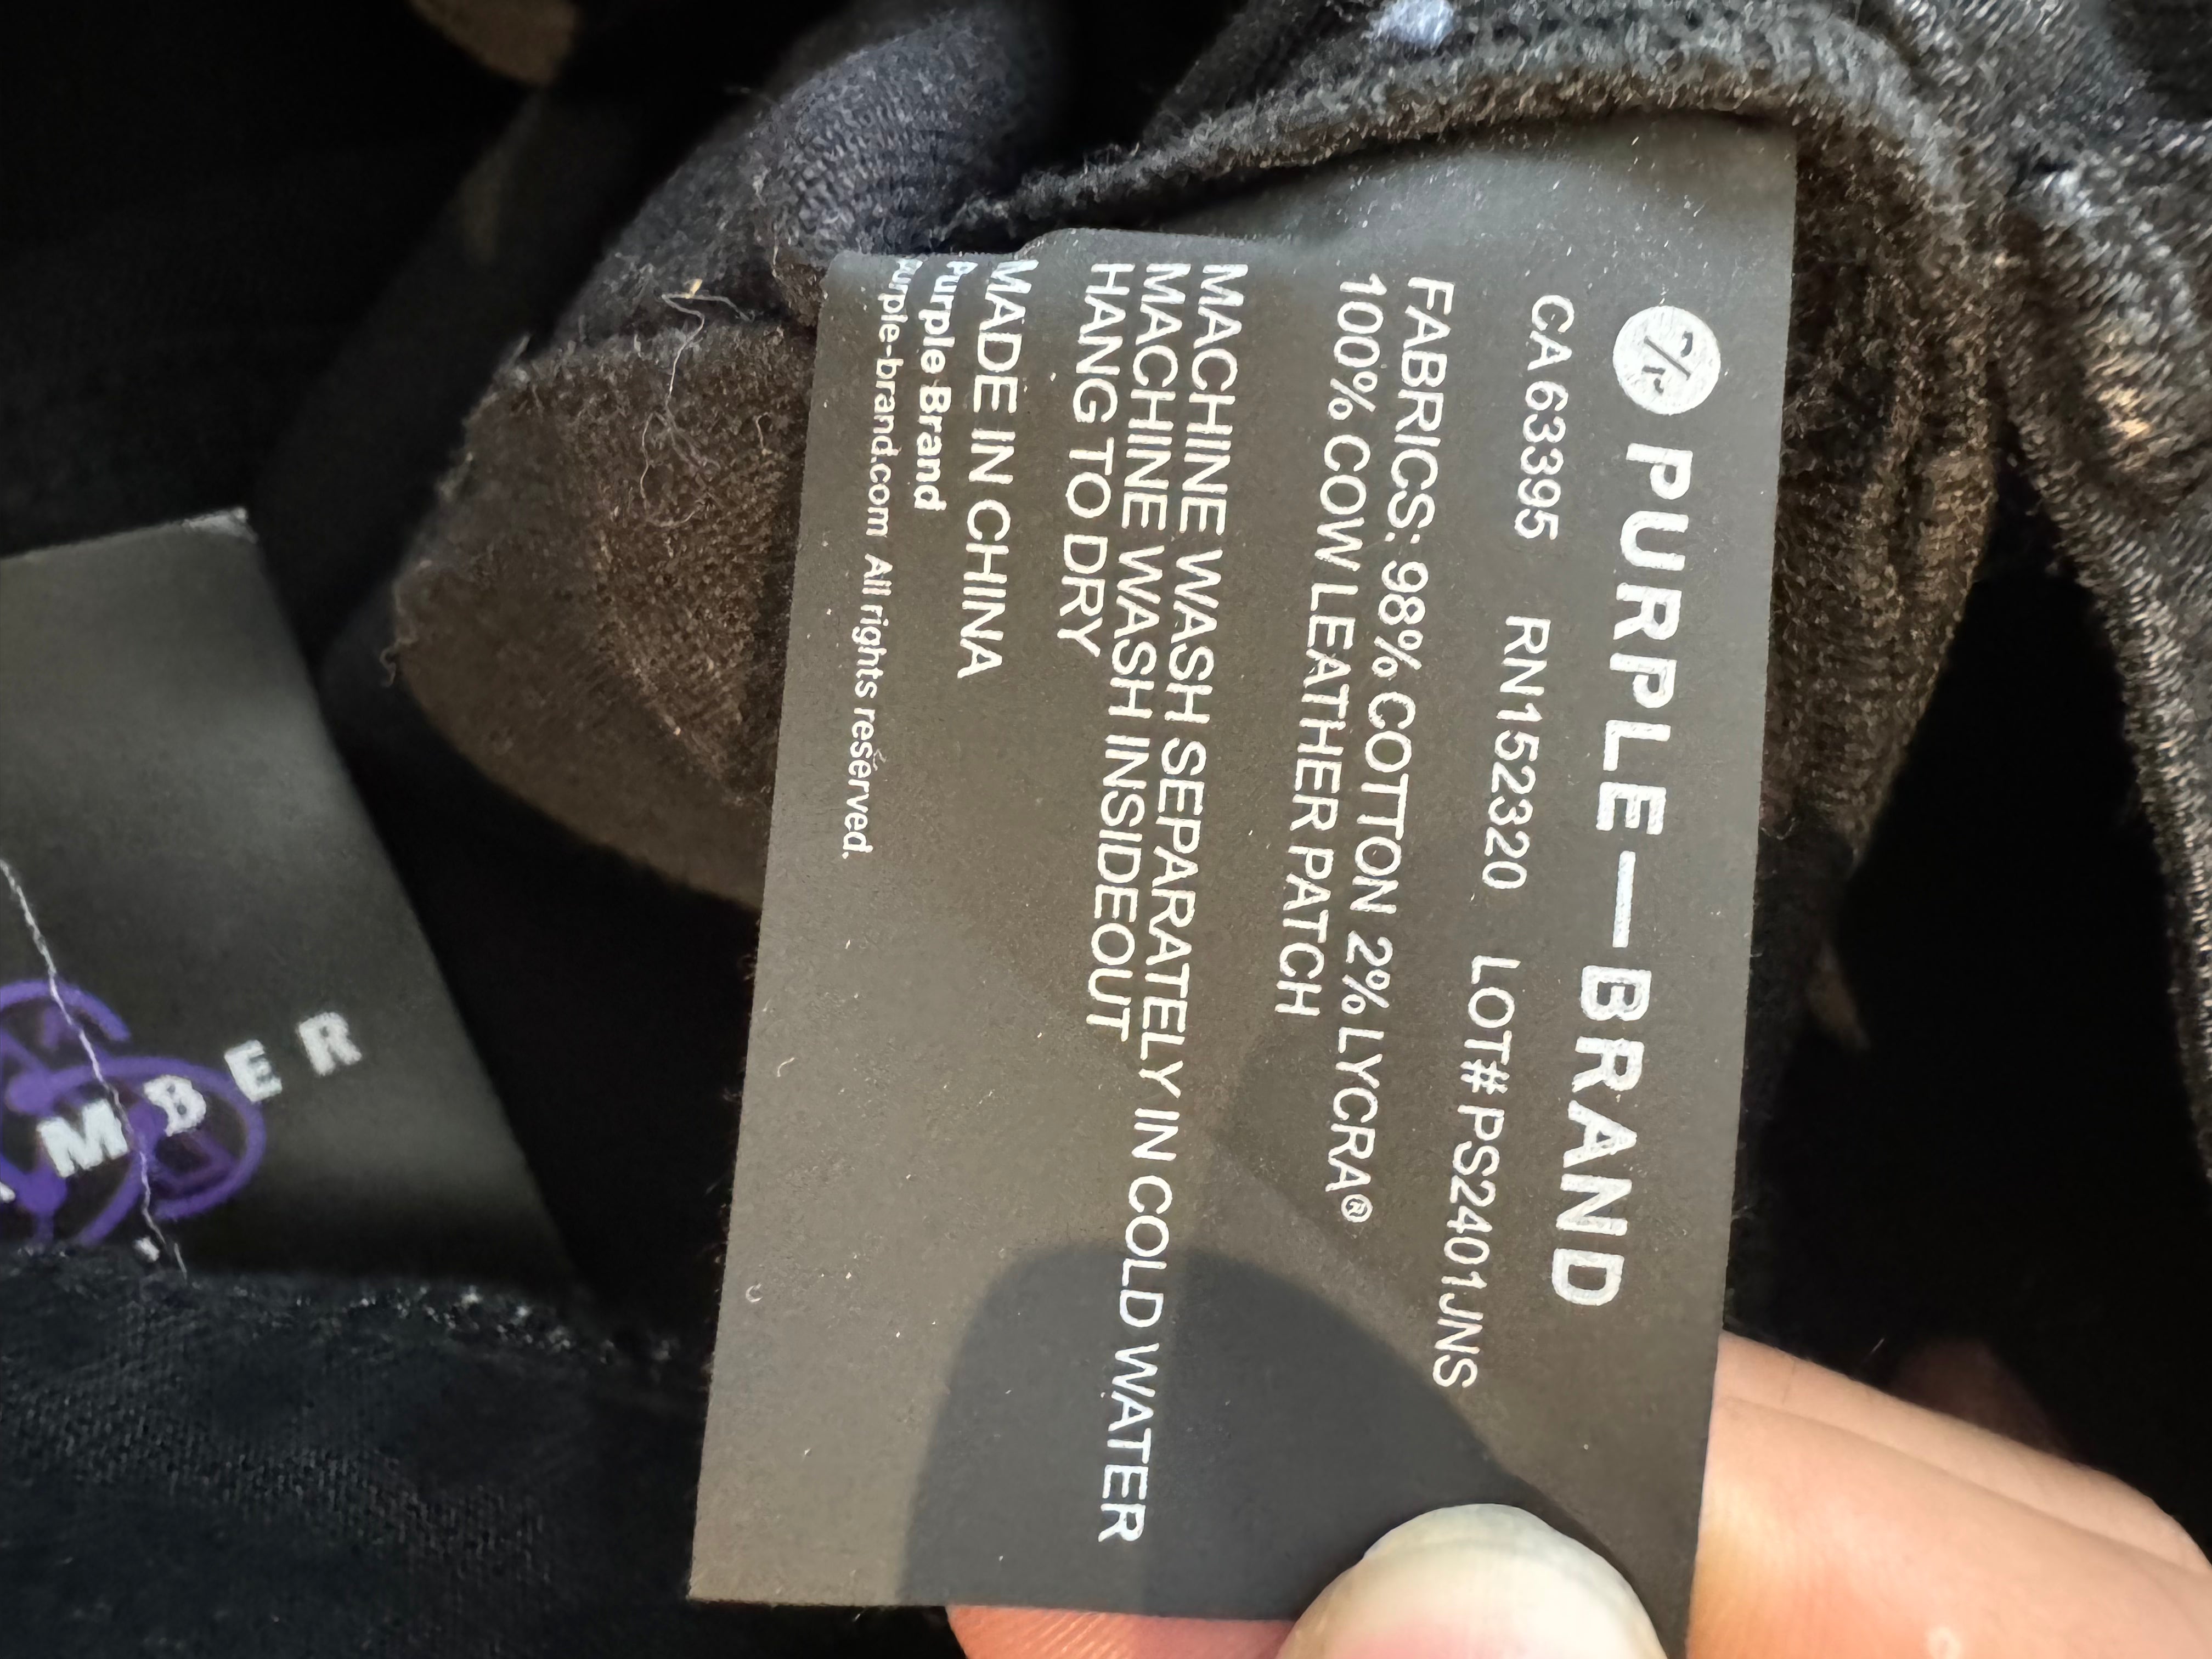 PURPLE—BRAND
CA 63395 RN152320 LOT# PS2401JNS
FABRICS: 98% COTTON 2% LYCRA®
100% COW LEATHER PATCH
MACHINE WASH SEPARATELY IN COLD WATER
MACHINE WASH INSIDEOUT
HANG TO DRY
MADE IN CHINA
Purple Brand
Purple-brand.com All rights reserved.
MBER